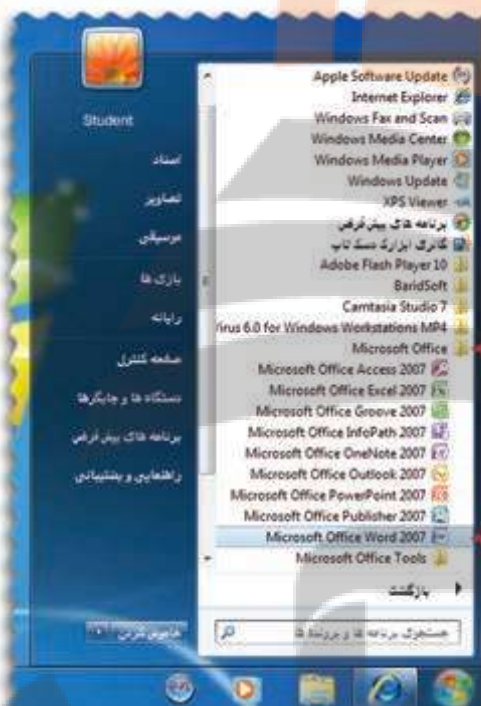 Apple Software Update
Internet Explorer
Windows Fax and Scan
Windows Media Center
Windows Media Player
Windows Update
XPS Viewer
برنامه های پیش فرض
گالری ابزارک دسک تاپ
Adobe Flash Player 10
BaridSoft
Camtasia Studio 7
Virus 6.0 for Windows Workstations MP4
Microsoft Office
Microsoft Office Access 2007
Microsoft Office Excel 2007
Microsoft Office Groove 2007
Microsoft Office InfoPath 2007
Microsoft Office OneNote 2007
Microsoft Office Outlook 2007
Microsoft Office PowerPoint 2007
Microsoft Office Publisher 2007
Microsoft Office Word 2007
Microsoft Office Tools
بازگشت
جستجوی برنامه ها و پرونده ها
Student
اسناد
تصاویر
موسیقی
بازی ها
رایانه
صفحه کنترل
دستگاه ها و چاپگرها
برنامه های پیش فرض
راهنمایی و پشتیبانی
خاموش کردن